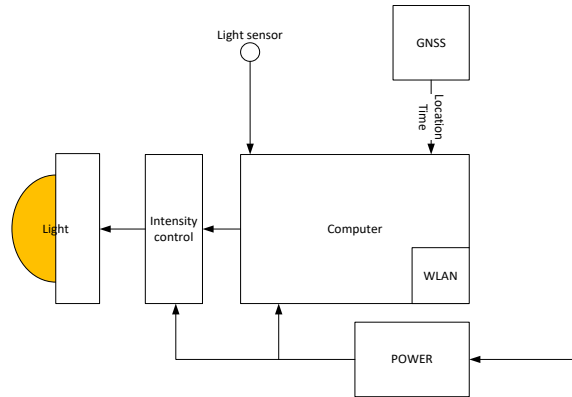 Light sensor
GNSS
Location
Time
Light
Intensity
control
Computer
WLAN
POWER